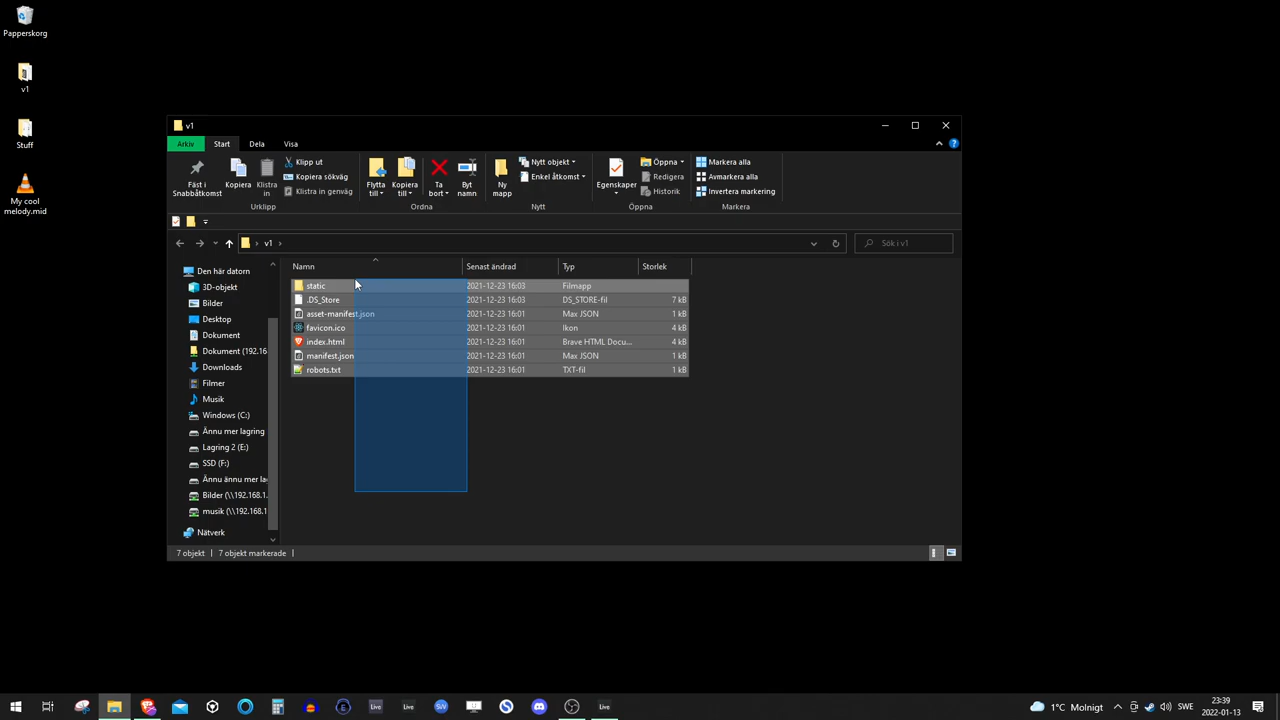 Papperskorg
v1
Stuff
My cool
melody.mid
v1
Arkiv Start Dela Visa
Fäst i
Snabbåtkomst
Kopiera
Klistra
in
Klipp ut
Kopiera sökväg
Klistra in genväg
Urklipp
Flytta
till
Kopiera
till
Ta
bort
Byt
namn
Ordna
Ny
mapp
Nytt objekt
Enkel åtkomst
Nytt
Egenskaper
Öppna
Redigera
Historik
Öppna
Markera alla
Avmarkera alla
Invertera markering
Markera
v1
Sök i v1
Den här datorn
3D-objekt
Bilder
Desktop
Dokument
Dokument (192.16
Downloads
Filmer
Musik
Windows (C:)
Ännu mer lagring
Lagring 2 (E:)
SSD (F:)
Ännu ännu mer la
Bilder (\\192.168.1.
musik (\\192.168.1
Nätverk
Namn Senast ändrad Typ Storlek
static 2021-12-23 16:03 Filmapp
.DS_Store 2021-12-23 16:03 DS_STORE-fil 7 kB
asset-manifest.json 2021-12-23 16:01 Max JSON 1 kB
favicon.ico 2021-12-23 16:01 Ikon 4 kB
index.html 2021-12-23 16:01 Brave HTML Docu... 4 kB
manifest.json 2021-12-23 16:01 Max JSON 1 kB
robots.txt 2021-12-23 16:01 TXT-fil 1 kB
7 objekt 7 objekt markerade
Live Live Live
1°C Molnigt
SWE
23:39
2022-01-13